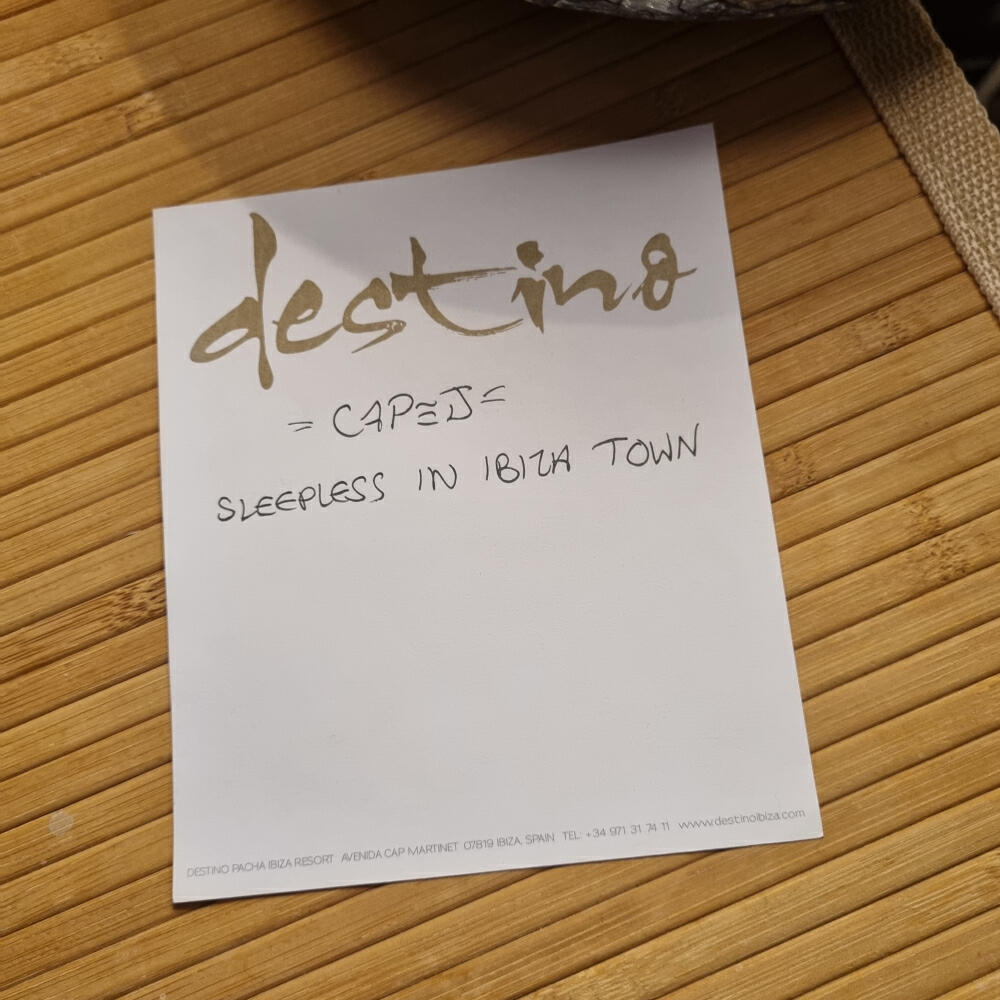 destino
= CAPΞJ =
SLEEPLESS IN IBIZA TOWN
DESTINO PACHA IBIZA RESORT AVENIDA CAP MARTINET 07819 IBIZA, SPAIN TEL: +34 971 31 74 11 www.destinoibiza.com